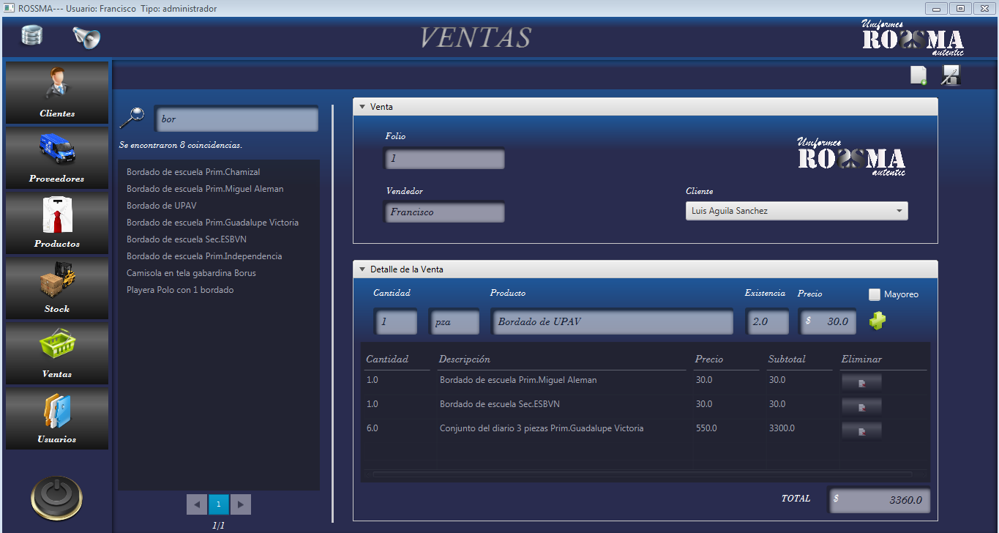 ROSSMA--- Usuario: Francisco Tipo: administrador
VENTAS
Uniformes
ROSSMA
autentic
Clientes
Proveedores
Productos
Stock
Ventas
Usuarios
bor
Se encontraron 8 coincidencias.
Bordado de escuela Prim.Chamizal
Bordado de escuela Prim.Miguel Aleman
Bordado de UPAV
Bordado de escuela Prim.Guadalupe Victoria
Bordado de escuela Sec.ESBVN
Bordado de escuela Prim.Independencia
Camisola en tela gabardina Borus
Playera Polo con 1 bordado
1
1/1
Venta
Folio
1
Uniformes
ROSSMA
autentic
Vendedor
Cliente
Francisco
Luis Aguila Sanchez
Detalle de la Venta
Cantidad Producto Existencia Precio Mayoreo
1 pza Bordado de UPAV 2.0 $ 30.0
Cantidad Descripción Precio Subtotal Eliminar
1.0 Bordado de escuela Prim.Miguel Aleman 30.0 30.0
1.0 Bordado de escuela Sec.ESBVN 30.0 30.0
6.0 Conjunto del diario 3 piezas Prim.Guadalupe Victoria 550.0 3300.0
TOTAL $ 3360.0